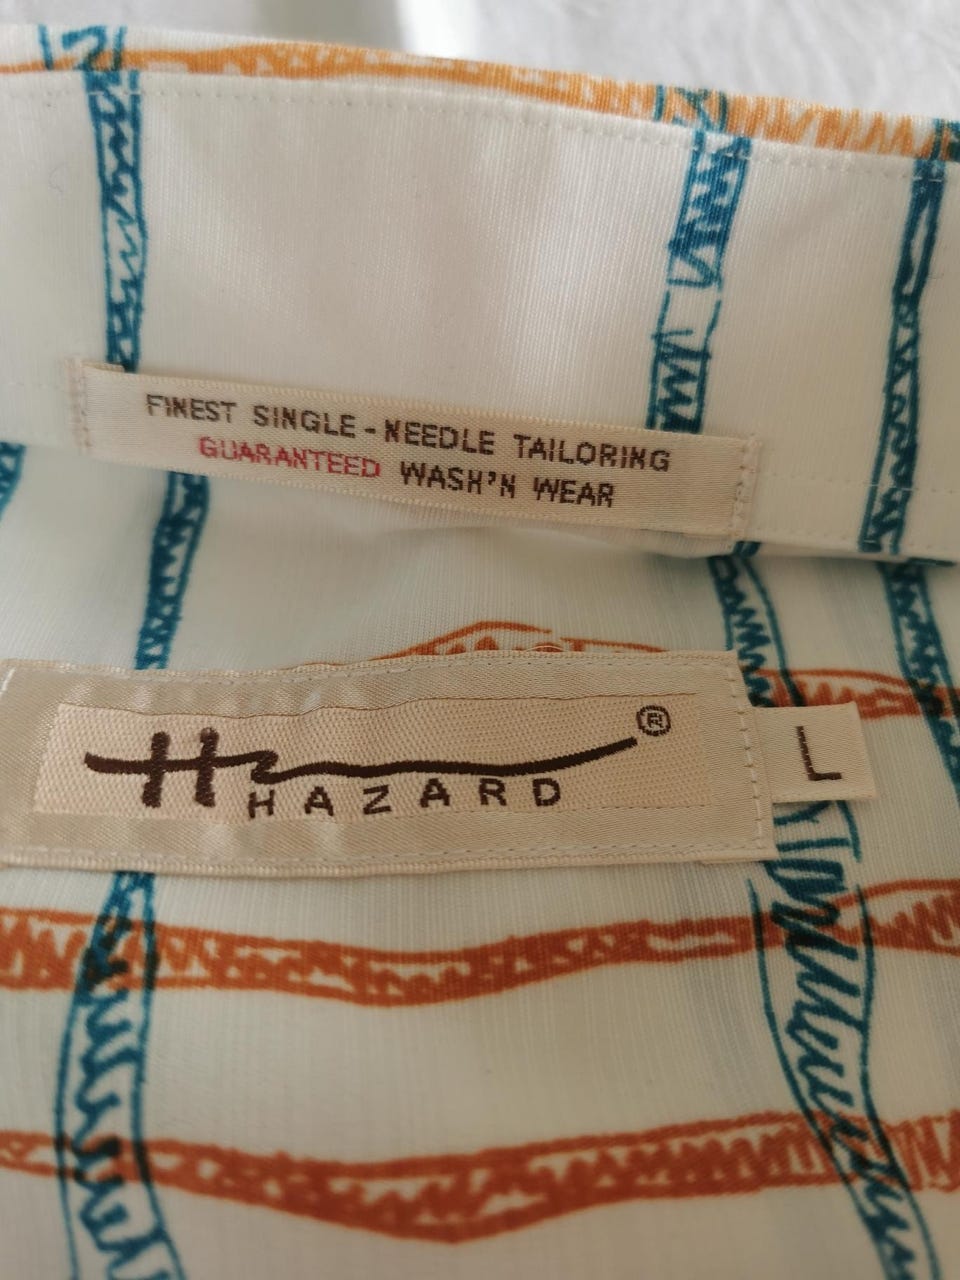 FINEST SINGLE-NEEDLE TAILORING
GUARANTEED WASH'N WEAR
H
®
HAZARD
L